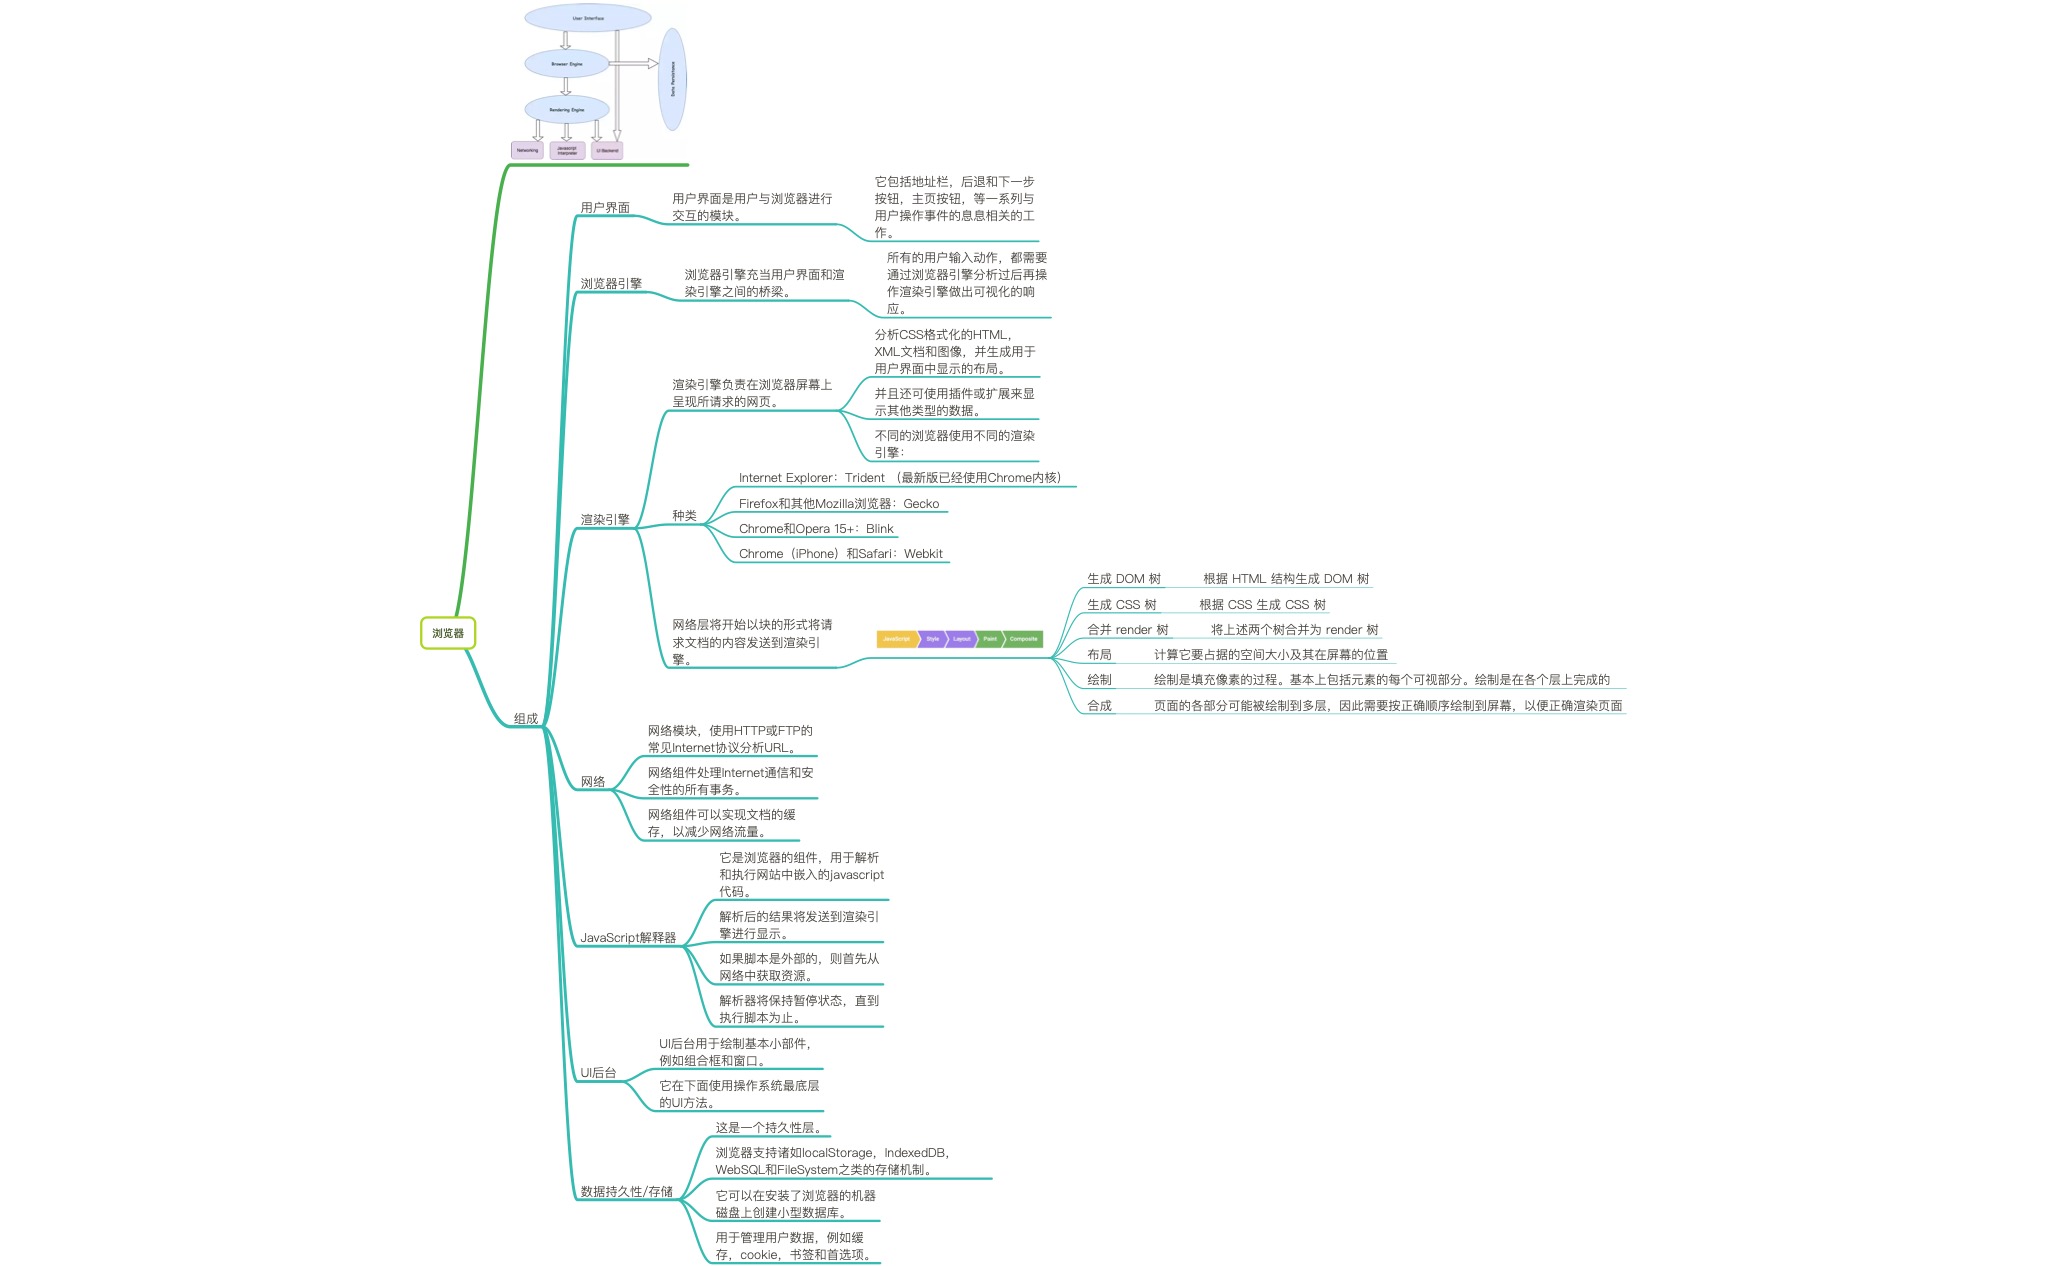 User Interface
Browser Engine
Data Persistence
Rendering Engine
Networking
Javascript
Interpreter
UI Backend
用户界面
用户界面是用户与浏览器进行
交互的模块。
它包括地址栏，后退和下一步
按钮，主页按钮，等一系列与
用户操作事件的息息相关的工
作。
浏览器引擎
浏览器引擎充当用户界面和渲
染引擎之间的桥梁。
所有的用户输入动作，都需要
通过浏览器引擎分析过后再操
作渲染引擎做出可视化的响
应。
渲染引擎
渲染引擎负责在浏览器屏幕上
呈现所请求的网页。
分析CSS格式化的HTML，
XML文档和图像，并生成用于
用户界面中显示的布局。
并且还可使用插件或扩展来显
示其他类型的数据。
不同的浏览器使用不同的渲染
引擎：
种类
Internet Explorer：Trident （最新版已经使用Chrome内核）
Firefox和其他Mozilla浏览器：Gecko
Chrome和Opera 15+：Blink
Chrome（iPhone）和Safari：Webkit
网络层将开始以块的形式将请
求文档的内容发送到渲染引
擎。
JavaScript
Style
Layout
Paint
Composite
生成 DOM 树
根据 HTML 结构生成 DOM 树
生成 CSS 树
根据 CSS 生成 CSS 树
合并 render 树
将上述两个树合并为 render 树
布局
计算它要占据的空间大小及其在屏幕的位置
绘制
绘制是填充像素的过程。基本上包括元素的每个可视部分。绘制是在各个层上完成的
合成
页面的各部分可能被绘制到多层，因此需要按正确顺序绘制到屏幕，以便正确渲染页面
浏览器
组成
网络
网络模块，使用HTTP或FTP的
常见Internet协议分析URL。
网络组件处理Internet通信和安
全性的所有事务。
网络组件可以实现文档的缓
存，以减少网络流量。
JavaScript解释器
它是浏览器的组件，用于解析
和执行网站中嵌入的javascript
代码。
解析后的结果将发送到渲染引
擎进行显示。
如果脚本是外部的，则首先从
网络中获取资源。
解析器将保持暂停状态，直到
执行脚本为止。
UI后台
UI后台用于绘制基本小部件，
例如组合框和窗口。
它在下面使用操作系统最底层
的UI方法。
数据持久性/存储
这是一个持久性层。
浏览器支持诸如localStorage，IndexedDB，
WebSQL和FileSystem之类的存储机制。
它可以在安装了浏览器的机器
磁盘上创建小型数据库。
用于管理用户数据，例如缓
存，cookie，书签和首选项。